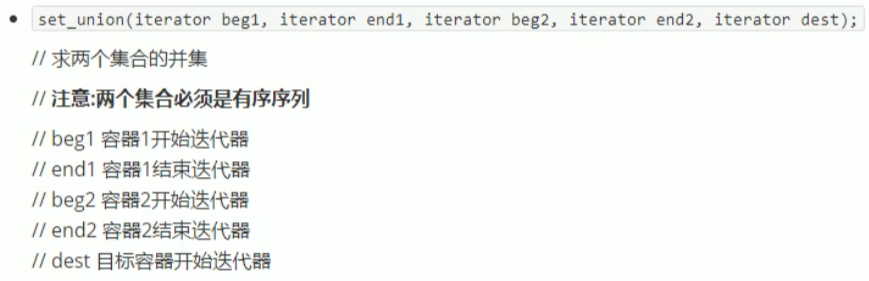 set_union(iterator beg1, iterator end1, iterator beg2, iterator end2, iterator dest);
// 求两个集合的并集
// 注意:两个集合必须是有序序列
// beg1 容器1开始迭代器
// end1 容器1结束迭代器
// beg2 容器2开始迭代器
// end2 容器2结束迭代器
// dest 目标容器开始迭代器